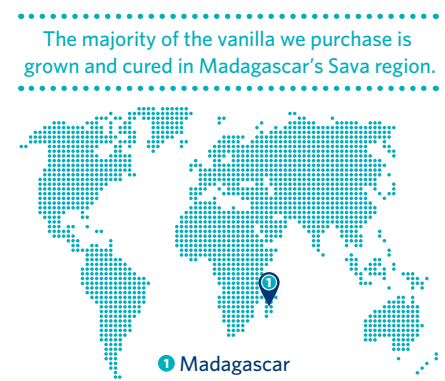 The majority of the vanilla we purchase is
grown and cured in Madagascar's Sava region.
1
1 Madagascar